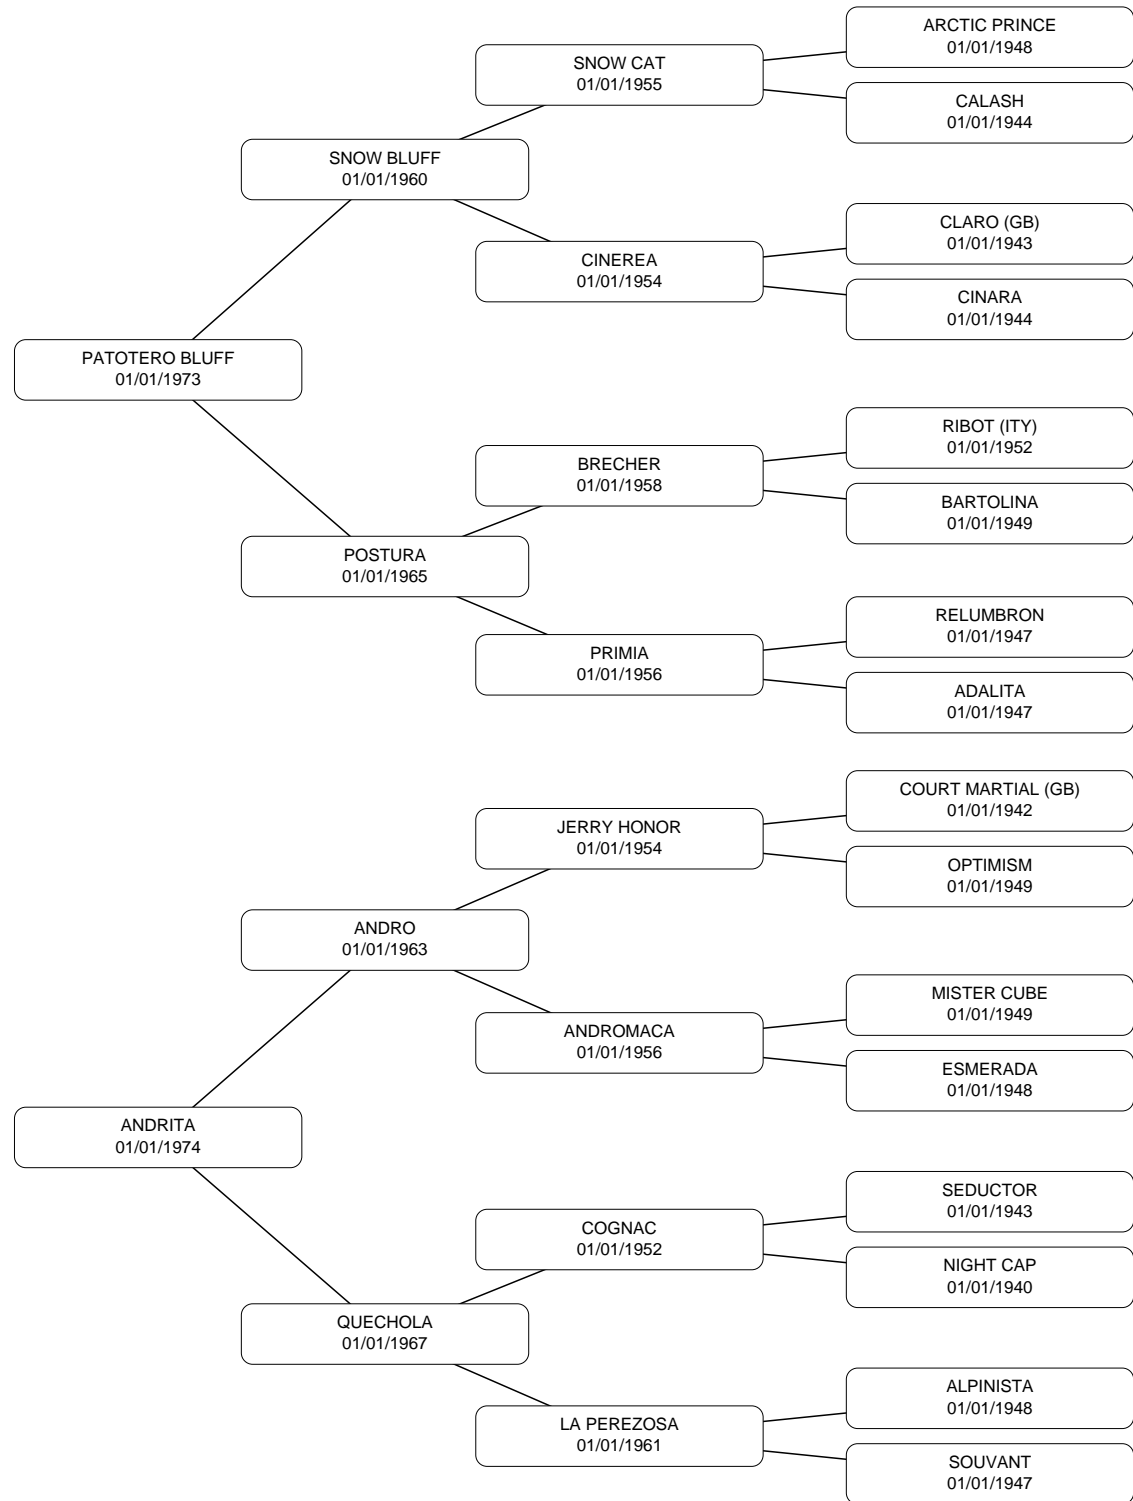 ARCTIC PRINCE
01/01/1948
SNOW CAT
01/01/1955
CALASH
01/01/1944
SNOW BLUFF
01/01/1960
CLARO (GB)
01/01/1943
CINEREA
01/01/1954
CINARA
01/01/1944
PATOTERO BLUFF
01/01/1973
RIBOT (ITY)
01/01/1952
BRECHER
01/01/1958
BARTOLINA
01/01/1949
POSTURA
01/01/1965
RELUMBRON
01/01/1947
PRIMIA
01/01/1956
ADALITA
01/01/1947
COURT MARTIAL (GB)
01/01/1942
JERRY HONOR
01/01/1954
OPTIMISM
01/01/1949
ANDRO
01/01/1963
MISTER CUBE
01/01/1949
ANDROMACA
01/01/1956
ESMERADA
01/01/1948
ANDRITA
01/01/1974
SEDUCTOR
01/01/1943
COGNAC
01/01/1952
NIGHT CAP
01/01/1940
QUECHOLA
01/01/1967
ALPINISTA
01/01/1948
LA PEREZOSA
01/01/1961
SOUVANT
01/01/1947